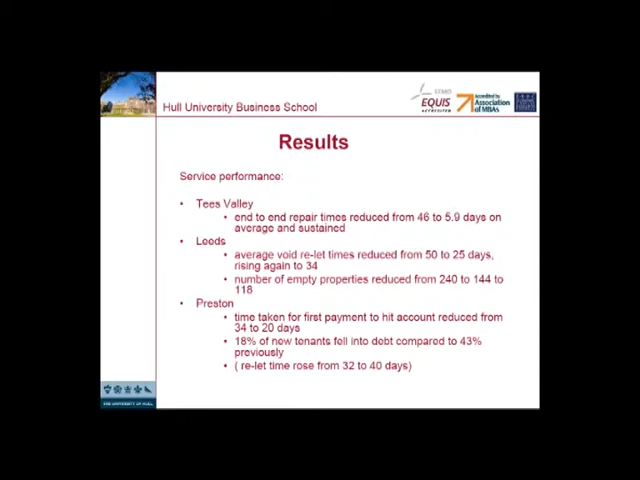 Hull University Business School
EFMD
EQUIS
ACCREDITED
Accredited by
Association
of MBAs
Results
Service performance:
• Tees Valley
• end to end repair times reduced from 46 to 5.9 days on
average and sustained
• Leeds
• average void re-let times reduced from 50 to 25 days,
rising again to 34
• number of empty properties reduced from 240 to 144 to
118
• Preston
• time taken for first payment to hit account reduced from
34 to 20 days
• 18% of new tenants fell into debt compared to 43%
previously
• ( re-let time rose from 32 to 40 days)
THE UNIVERSITY OF HULL